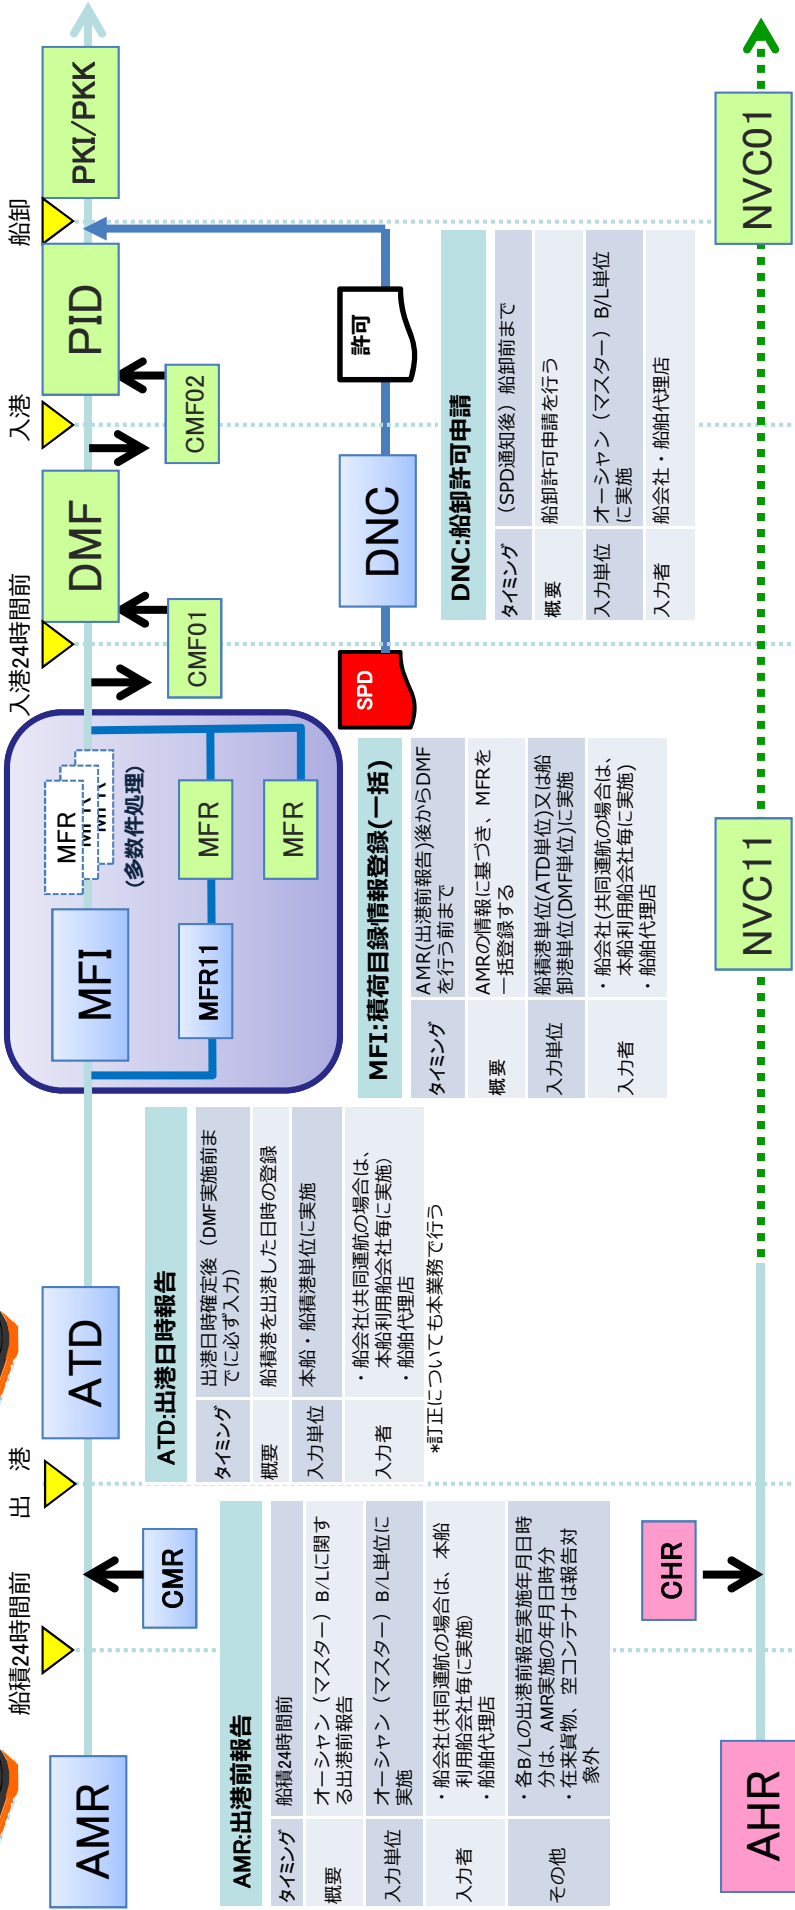 船積24時間前
出　港
入港24時間前
入港
船卸
AMR
CMR
ATD
MFI
MFR
MFR
MFR
(多数件処理)
MFR11
MFR
MFR
CMF01
DMF
CMF02
PID
PKI/PKK
SPD
DNC
許可
AMR:出港前報告
タイミング
船積24時間前
概要
オーシャン（マスター）B/Lに関す
る出港前報告
入力単位
オーシャン（マスター）B/L単位に
実施
入力者
・船会社(共同運航の場合は、本船
利用船会社毎に実施)
・船舶代理店
その他
・各B/Lの出港前報告実施年月日時
分は、AMR実施の年月日時分
・在来貨物、空コンテナは報告対
象外
ATD:出港日時報告
タイミング
出港日時確定後（DMF実施前ま
でに必ず入力）
概要
船積港を出港した日時の登録
入力単位
本船・船積港単位に実施
入力者
・船会社(共同運航の場合は、
本船利用船会社毎に実施)
・船舶代理店
*訂正についても本業務で行う
MFI:積荷目録情報登録(一括)
タイミング
AMR(出港前報告)後からDMF
を行う前まで
概要
AMRの情報に基づき、MFRを
一括登録する
入力単位
船積港単位(ATD単位)又は船
卸港単位(DMF単位)に実施
入力者
・船会社(共同運航の場合は、
本船利用船会社毎に実施)
・船舶代理店
DNC:船卸許可申請
タイミング
（SPD通知後）船卸前まで
概要
船卸許可申請を行う
入力単位
オーシャン（マスター）B/L単位
に実施
入力者
船会社・船舶代理店
AHR
CHR
NVC11
NVC01